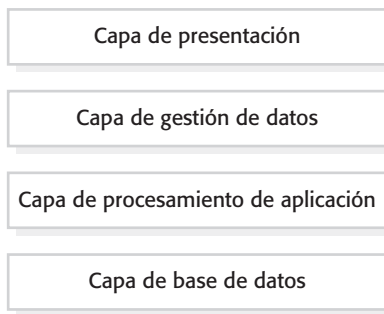 Capa de presentación
Capa de gestión de datos
Capa de procesamiento de aplicación
Capa de base de datos